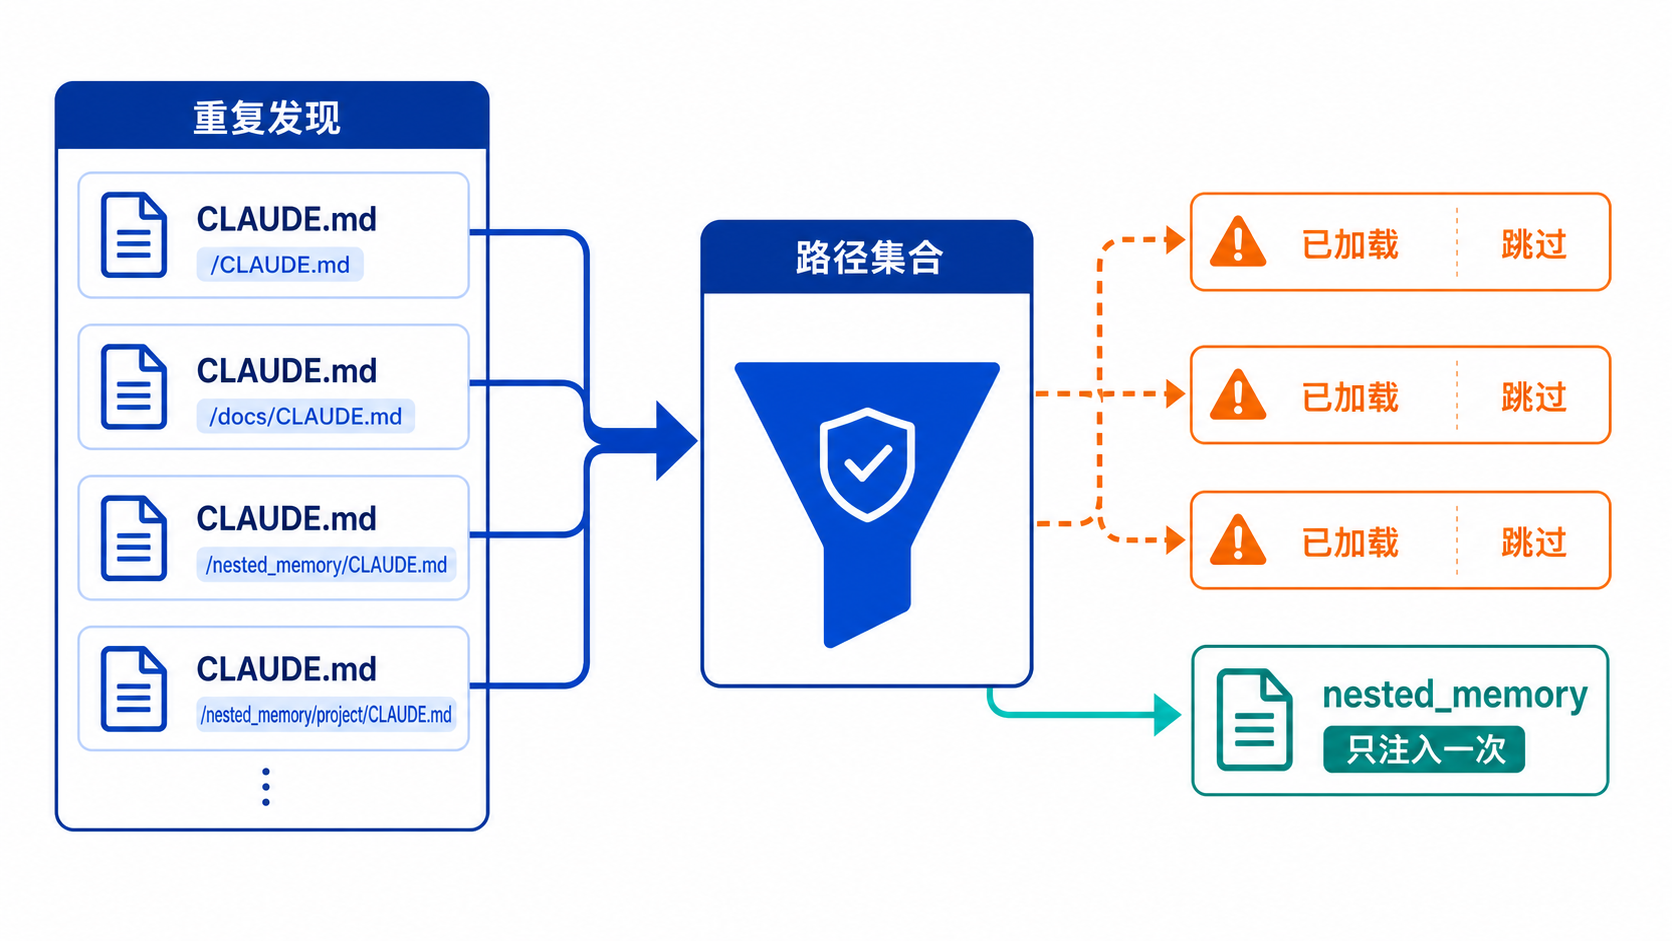 重复发现
CLAUDE.md
/CLAUDE.md
CLAUDE.md
/docs/CLAUDE.md
CLAUDE.md
/nested_memory/CLAUDE.md
CLAUDE.md
/nested_memory/project/CLAUDE.md
路径集合
已加载 跳过
已加载 跳过
已加载 跳过
nested_memory
只注入一次